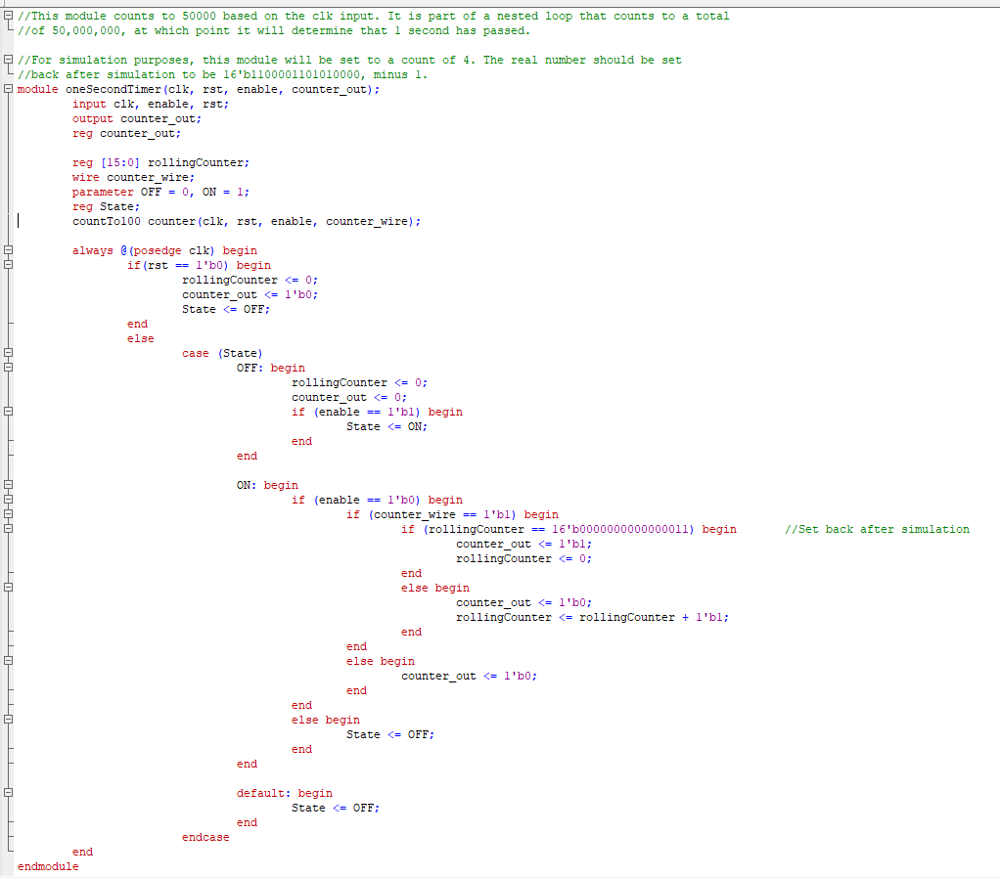 //This module counts to 50000 based on the clk input. It is part of a nested loop that counts to a total
//of 50,000,000, at which point it will determine that 1 second has passed.
//For simulation purposes, this module will be set to a count of 4. The real number should be set
//back after simulation to be 16'b1100001101010000, minus 1.
module oneSecondTimer(clk, rst, enable, counter_out);
input clk, enable, rst;
output counter_out;
reg counter_out;
reg [15:0] rollingCounter;
wire counter_wire;
parameter OFF = 0, ON = 1;
reg State;
countTo100 counter(clk, rst, enable, counter_wire);
always @(posedge clk) begin
if(rst == 1'b0) begin
rollingCounter <= 0;
counter_out <= 1'b0;
State <= OFF;
end
else
case (State)
OFF: begin
rollingCounter <= 0;
counter_out <= 0;
if (enable == 1'b1) begin
State <= ON;
end
end
ON: begin
if (enable == 1'b0) begin
if (counter_wire == 1'b1) begin
if (rollingCounter == 16'b0000000000000011) begin //Set back after simulation
counter_out <= 1'b1;
rollingCounter <= 0;
end
else begin
counter_out <= 1'b0;
rollingCounter <= rollingCounter + 1'b1;
end
end
else begin
counter_out <= 1'b0;
end
end
else begin
State <= OFF;
end
end
default: begin
State <= OFF;
end
endcase
end
endmodule